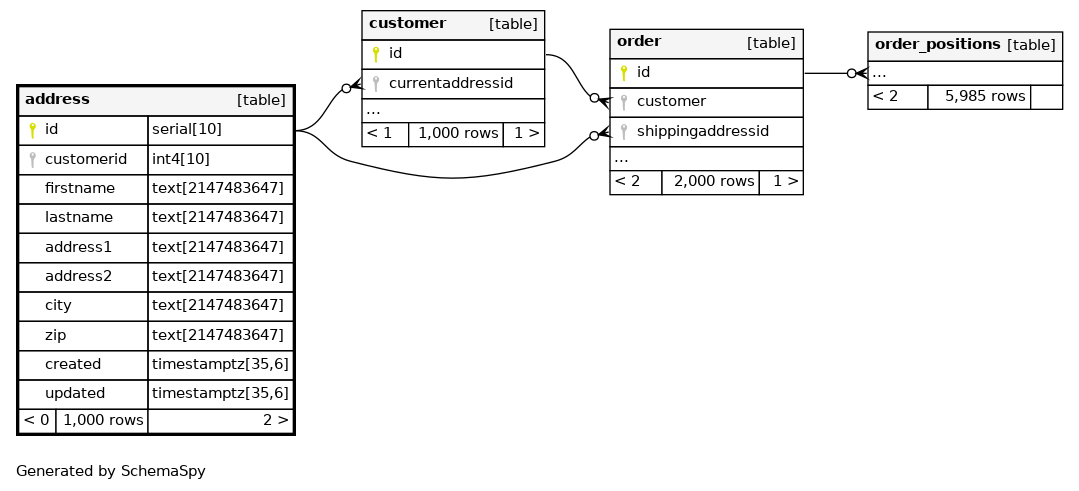 address [table]
id serial[10]
customerid int4[10]
firstname text[2147483647]
lastname text[2147483647]
address1 text[2147483647]
address2 text[2147483647]
city text[2147483647]
zip text[2147483647]
created timestamptz[35,6]
updated timestamptz[35,6]
< 0 1,000 rows 2 >
customer [table]
id
currentaddressid
...
< 1 1,000 rows 1 >
order [table]
id
customer
shippingaddressid
...
< 2 2,000 rows 1 >
order_positions [table]
...
< 2 5,985 rows
Generated by SchemaSpy